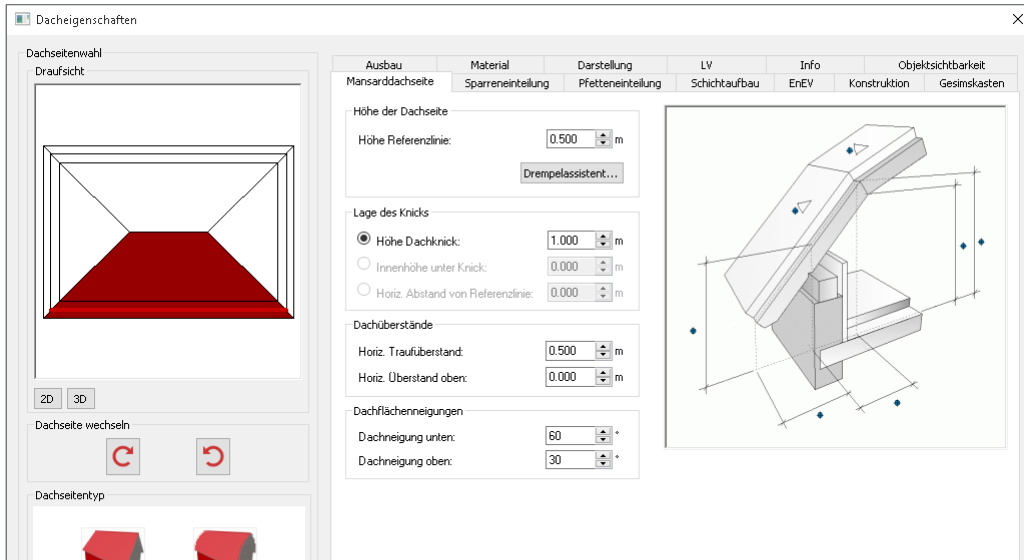 Dacheigenschaften
Dachseitenwahl
Draufsicht
2D 3D
Dachseite wechseln
Dachseitentyp
Ausbau Material Darstellung LV Info Objektsichtbarkeit
Mansarddachseite Sparreneinteilung Pfetteneinteilung Schichtaufbau EnEV Konstruktion Gesimskasten
Höhe der Dachseite
Höhe Referenzlinie: 0.500 m
Drempelassistent...
Lage des Knicks
Höhe Dachknick: 1.000 m
Innenhöhe unter Knick: 0.000 m
Horiz. Abstand von Referenzlinie: 0.000 m
Dachüberstände
Horiz. Traufüberstand: 0.500 m
Horiz. Überstand oben: 0.000 m
Dachflächenneigungen
Dachneigung unten: 60 °
Dachneigung oben: 30 °